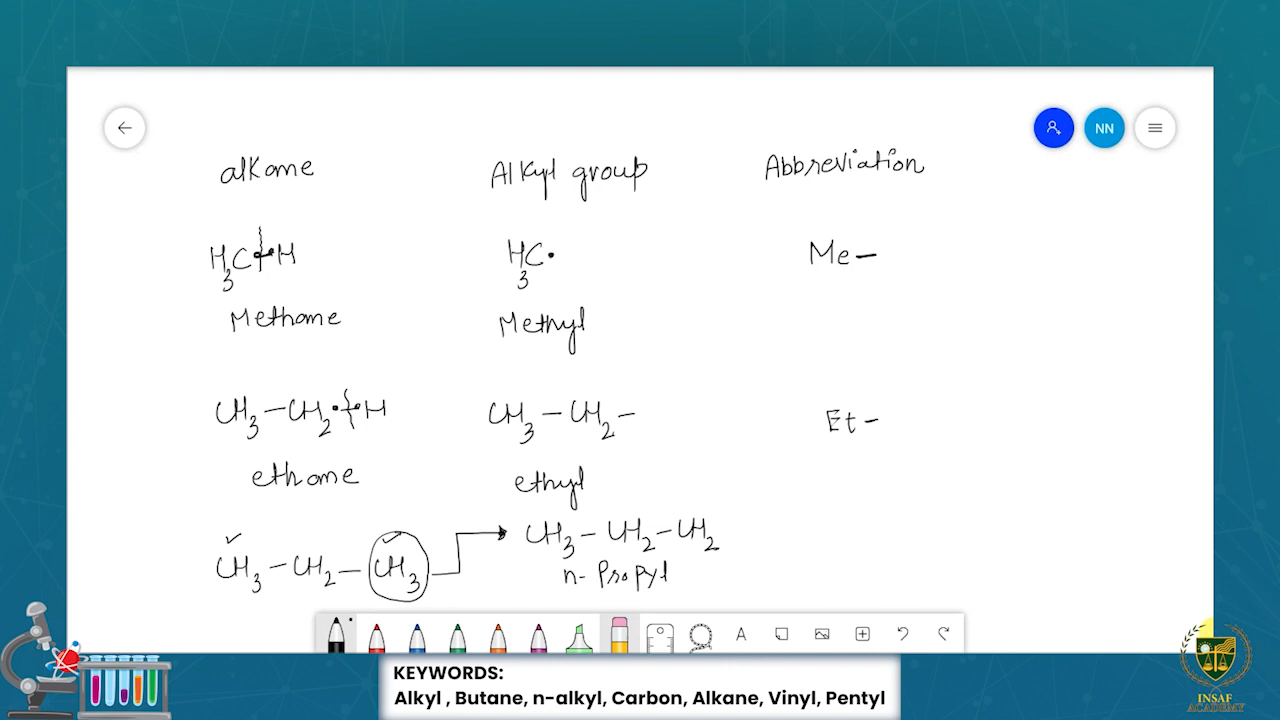 NN
alkane Alkyl group Abbreviation
H3C-H H3C• Me-
Methane Methyl
CH3-CH2•-•H CH3-CH2- Et-
ethane ethyl
CH3-CH2-CH3 CH3-CH2-CH2
n-Propyl
A
KEYWORDS:
Alkyl , Butane, n-alkyl, Carbon, Alkane, Vinyl, Pentyl
INSAF
ACADEMY